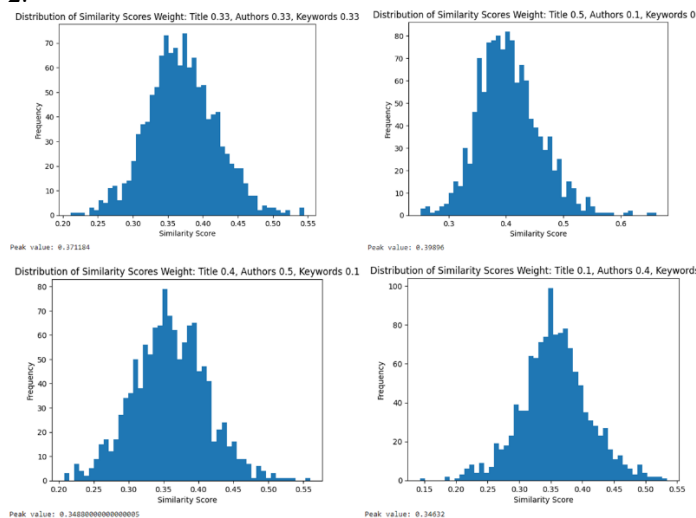 2.
Distribution of Similarity Scores Weight: Title 0.33, Authors 0.33, Keywords 0.33
Frequency
70
60
50
40
30
20
10
0
0.20 0.25 0.30 0.35 0.40 0.45 0.50 0.55
Similarity Score
Peak value: 0.371184
Distribution of Similarity Scores Weight: Title 0.5, Authors 0.1, Keywords 0
Frequency
80
70
60
50
40
30
20
10
0
0.3 0.4 0.5 0.6
Similarity Score
Peak value: 0.39896
Distribution of Similarity Scores Weight: Title 0.4, Authors 0.5, Keywords 0.1
Frequency
80
70
60
50
40
30
20
10
0
0.20 0.25 0.30 0.35 0.40 0.45 0.50 0.55
Similarity Score
Peak value: 0.34880000000000005
Distribution of Similarity Scores Weight: Title 0.1, Authors 0.4, Keywords
Frequency
100
80
60
40
20
0
0.15 0.20 0.25 0.30 0.35 0.40 0.45 0.50 0.55
Similarity Score
Peak value: 0.34632